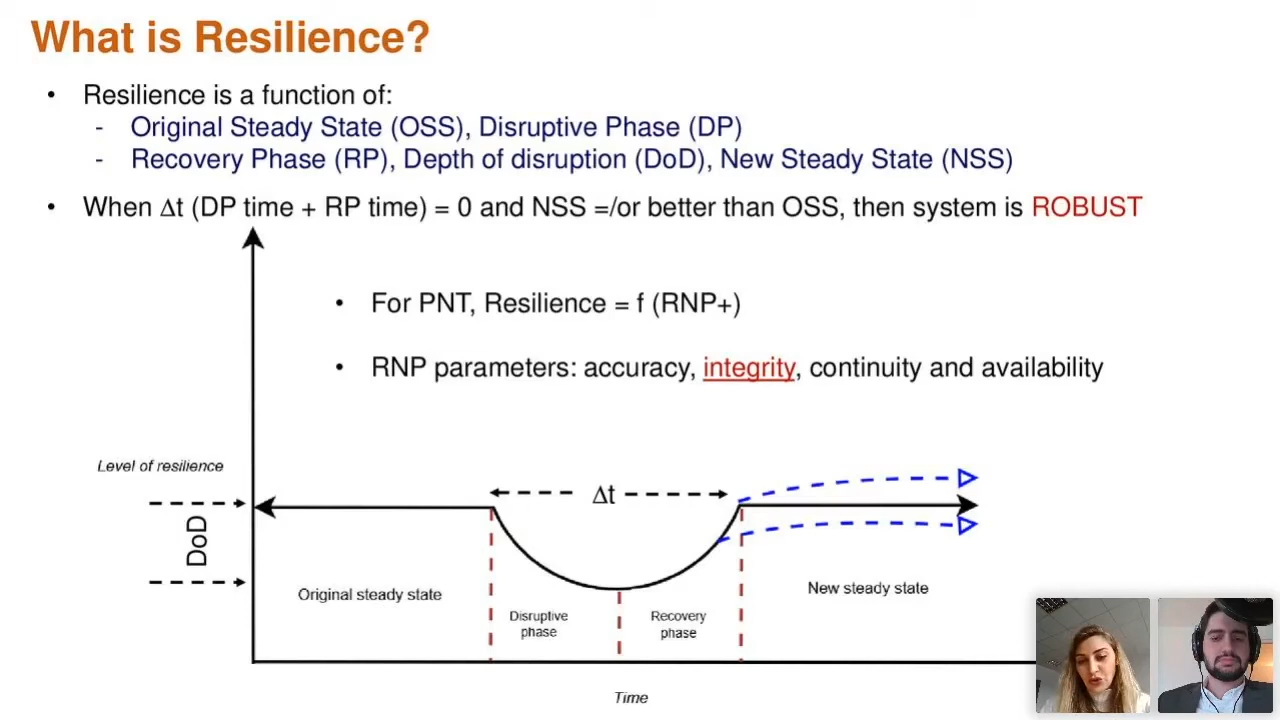 What is Resilience?
• Resilience is a function of:
- Original Steady State (OSS), Disruptive Phase (DP)
- Recovery Phase (RP), Depth of disruption (DoD), New Steady State (NSS)
• When Δt (DP time + RP time) = 0 and NSS =/or better than OSS, then system is ROBUST
• For PNT, Resilience = f (RNP+)
• RNP parameters: accuracy, integrity, continuity and availability
Level of resilience
Δt
DoD
Original steady state
New steady state
Disruptive
phase
Recovery
phase
Time